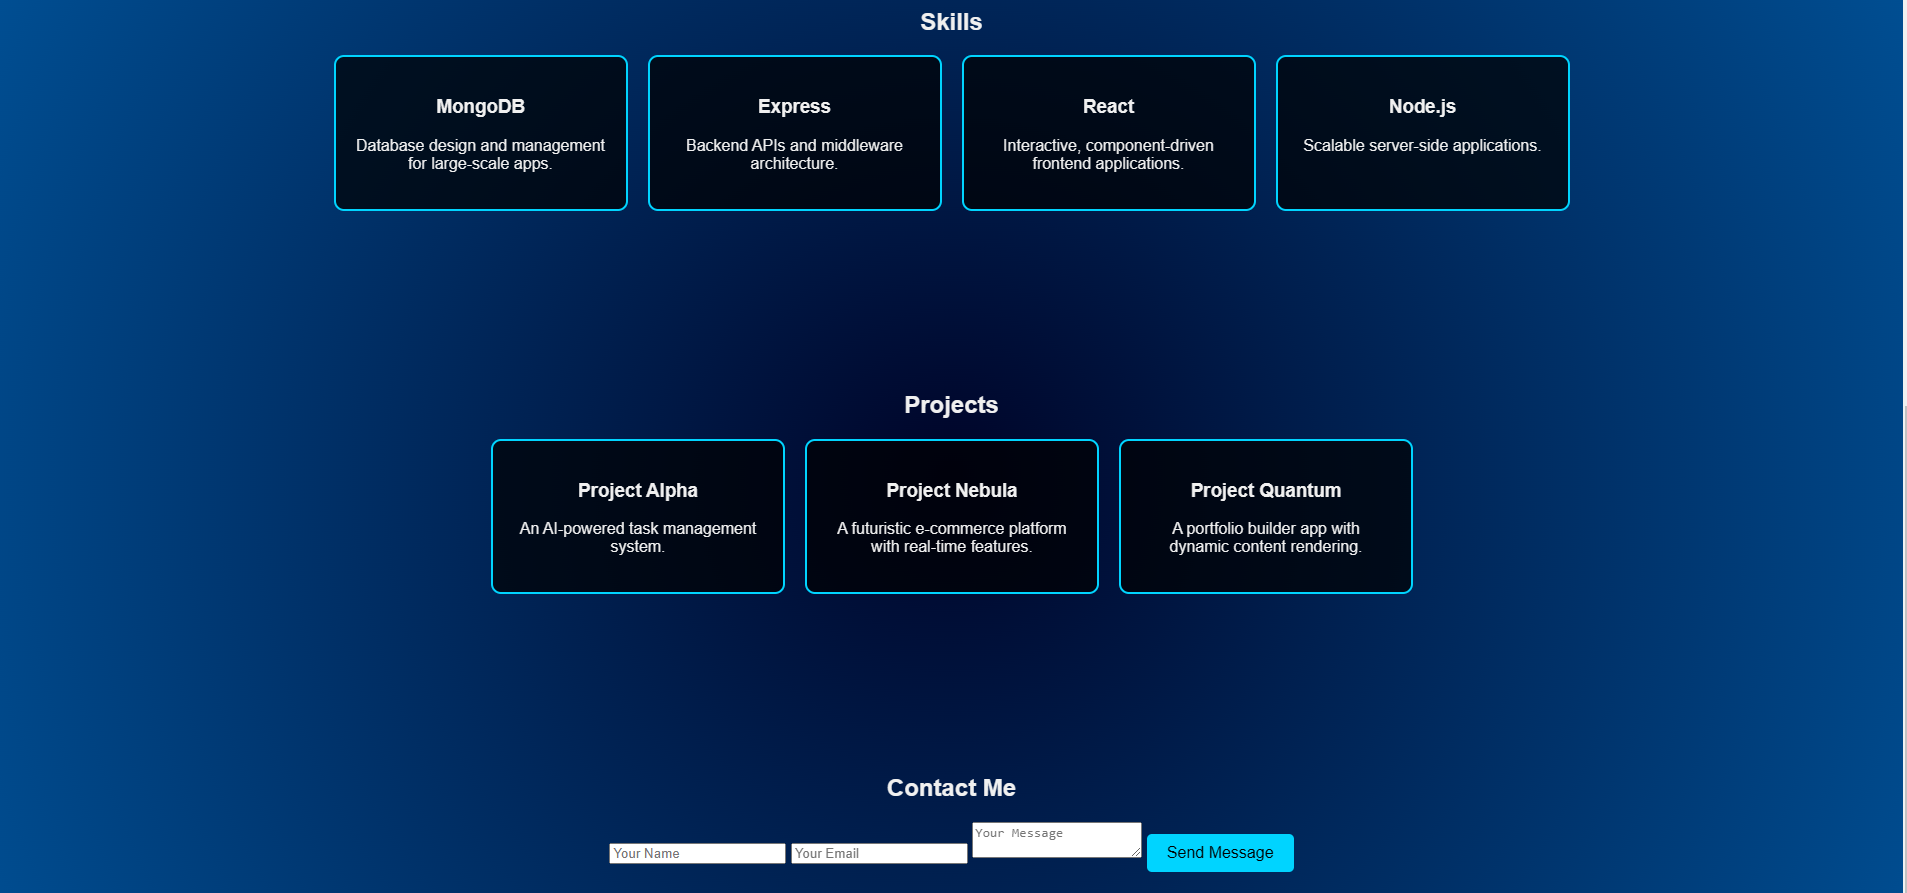 Skills
MongoDB
Database design and management
for large-scale apps.
Express
Backend APIs and middleware
architecture.
React
Interactive, component-driven
frontend applications.
Node.js
Scalable server-side applications.
Projects
Project Alpha
An AI-powered task management
system.
Project Nebula
A futuristic e-commerce platform
with real-time features.
Project Quantum
A portfolio builder app with
dynamic content rendering.
Contact Me
Your Name
Your Email
Your Message
Send Message